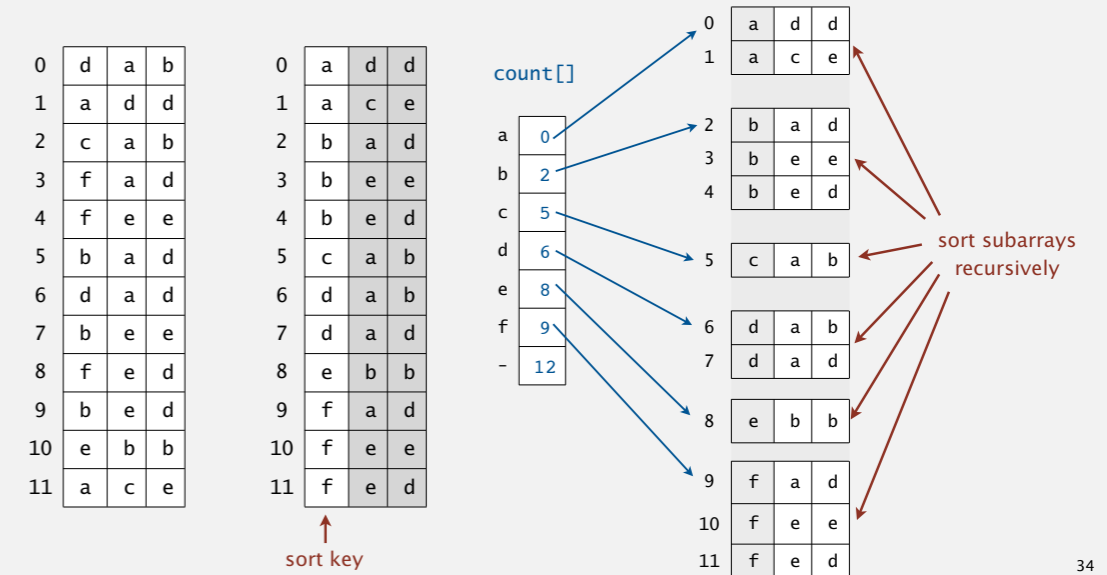 0 d a b
1 a d d
2 c a b
3 f a d
4 f e e
5 b a d
6 d a d
7 b e e
8 f e d
9 b e d
10 e b b
11 a c e
0 a d d
1 a c e
2 b a d
3 b e e
4 b e d
5 c a b
6 d a b
7 d a d
8 e b b
9 f a d
10 f e e
11 f e d
sort key
count[]
a 0
b 2
c 5
d 6
e 8
f 9
- 12
0 a d d
1 a c e
2 b a d
3 b e e
4 b e d
5 c a b
6 d a b
7 d a d
8 e b b
9 f a d
10 f e e
11 f e d
sort subarrays
recursively
34